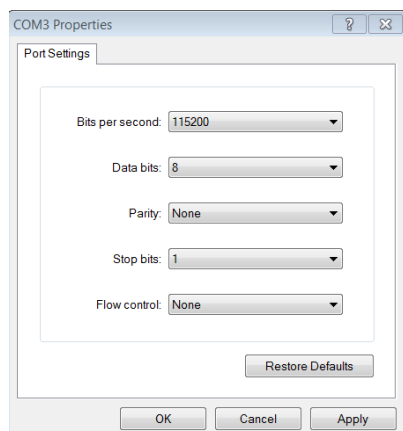 COM3 Properties
Port Settings
Bits per second: 115200
Data bits: 8
Parity: None
Stop bits: 1
Flow control: None
Restore Defaults
OK Cancel Apply